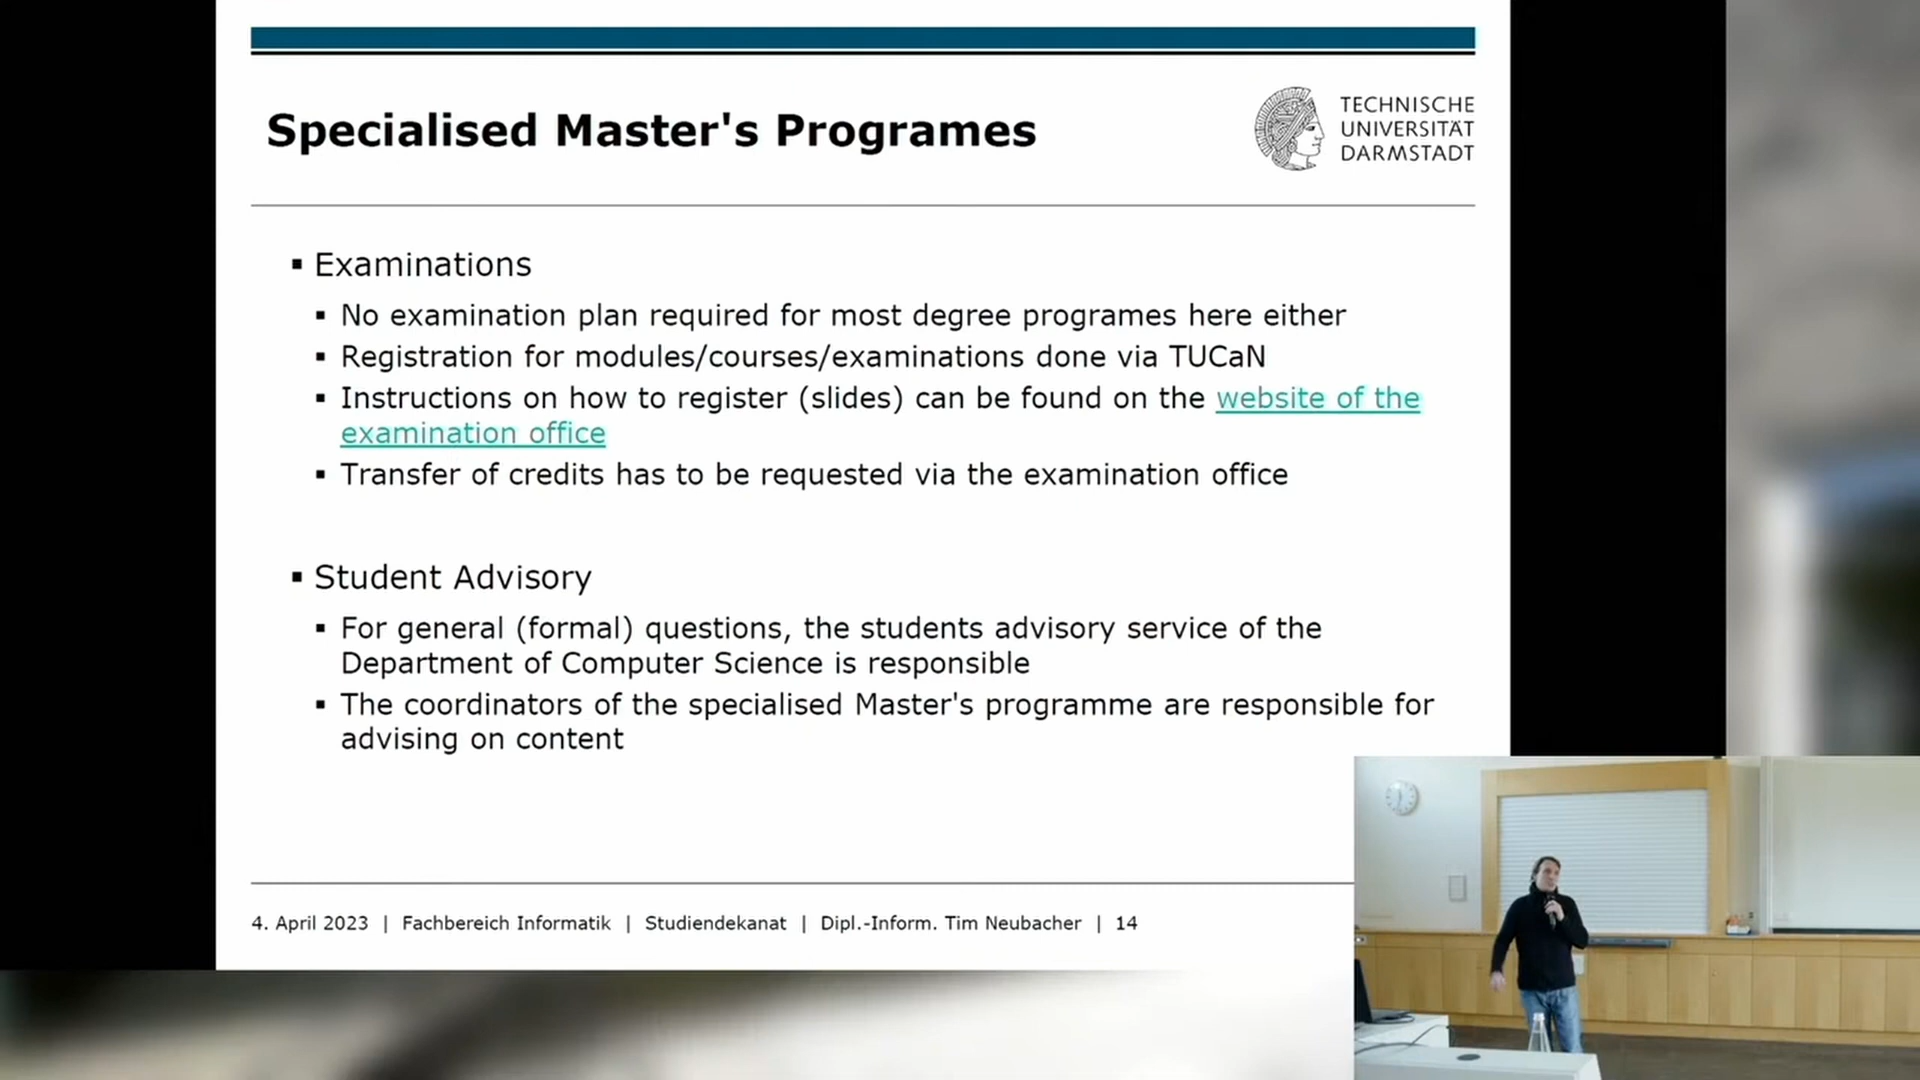 Specialised Master's Programes
TECHNISCHE
UNIVERSITÄT
DARMSTADT
▪ Examinations
▪ No examination plan required for most degree programes here either
▪ Registration for modules/courses/examinations done via TUCaN
▪ Instructions on how to register (slides) can be found on the website of the
examination office
▪ Transfer of credits has to be requested via the examination office
▪ Student Advisory
▪ For general (formal) questions, the students advisory service of the
Department of Computer Science is responsible
▪ The coordinators of the specialised Master's programme are responsible for
advising on content
4. April 2023 | Fachbereich Informatik | Studiendekanat | Dipl.-Inform. Tim Neubacher | 14